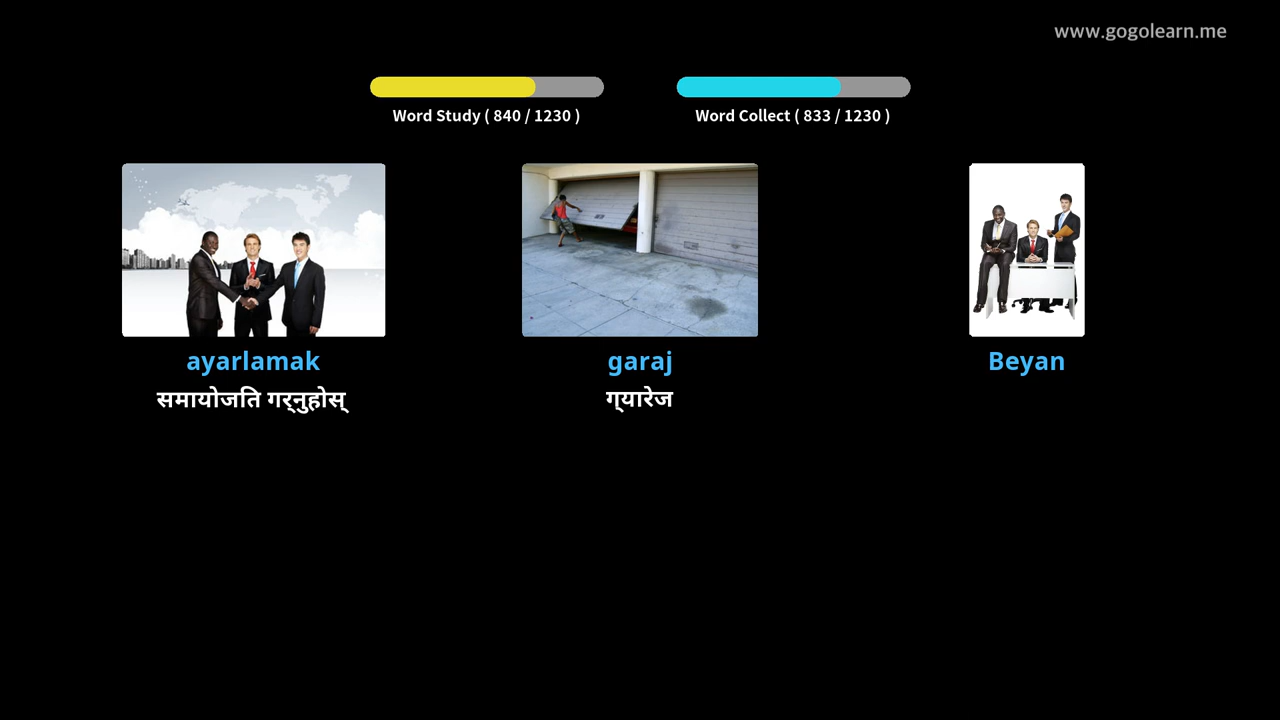 www.gogolearn.me
Word Study ( 840 / 1230 )
Word Collect ( 833 / 1230 )
ayarlamak
garaj
Beyan
समायोजति गर्‍नुहोस्
ग्यारेज